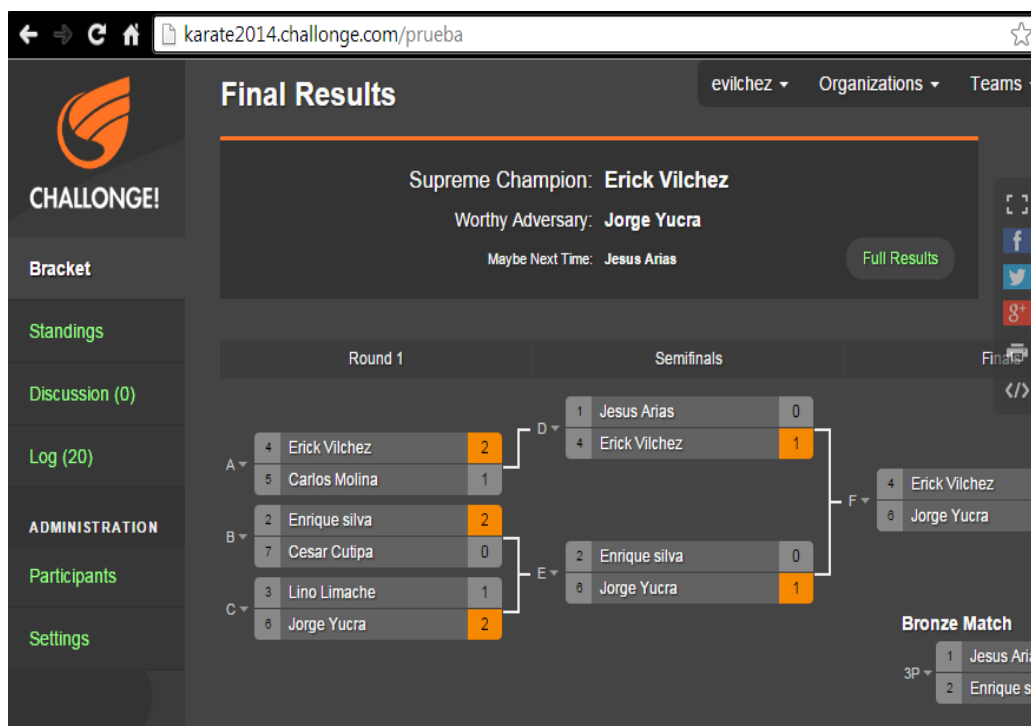 karate2014.challonge.com/prueba
Final Results
evilchez
Organizations
Teams
CHALLONGE!
Supreme Champion: Erick Vilchez
Worthy Adversary: Jorge Yucra
Maybe Next Time: Jesus Arias
Full Results
Bracket
Standings
Discussion (0)
Log (20)
ADMINISTRATION
Participants
Settings
Round 1
Semifinals
Finals
A
4 Erick Vilchez 2
5 Carlos Molina 1
B
2 Enrique silva 2
7 Cesar Cutipa 0
C
3 Lino Limache 1
6 Jorge Yucra 2
D
1 Jesus Arias 0
4 Erick Vilchez 1
E
2 Enrique silva 0
6 Jorge Yucra 1
F
4 Erick Vilchez
6 Jorge Yucra
Bronze Match
3P
1 Jesus Aria
2 Enrique s
f
g+
</>